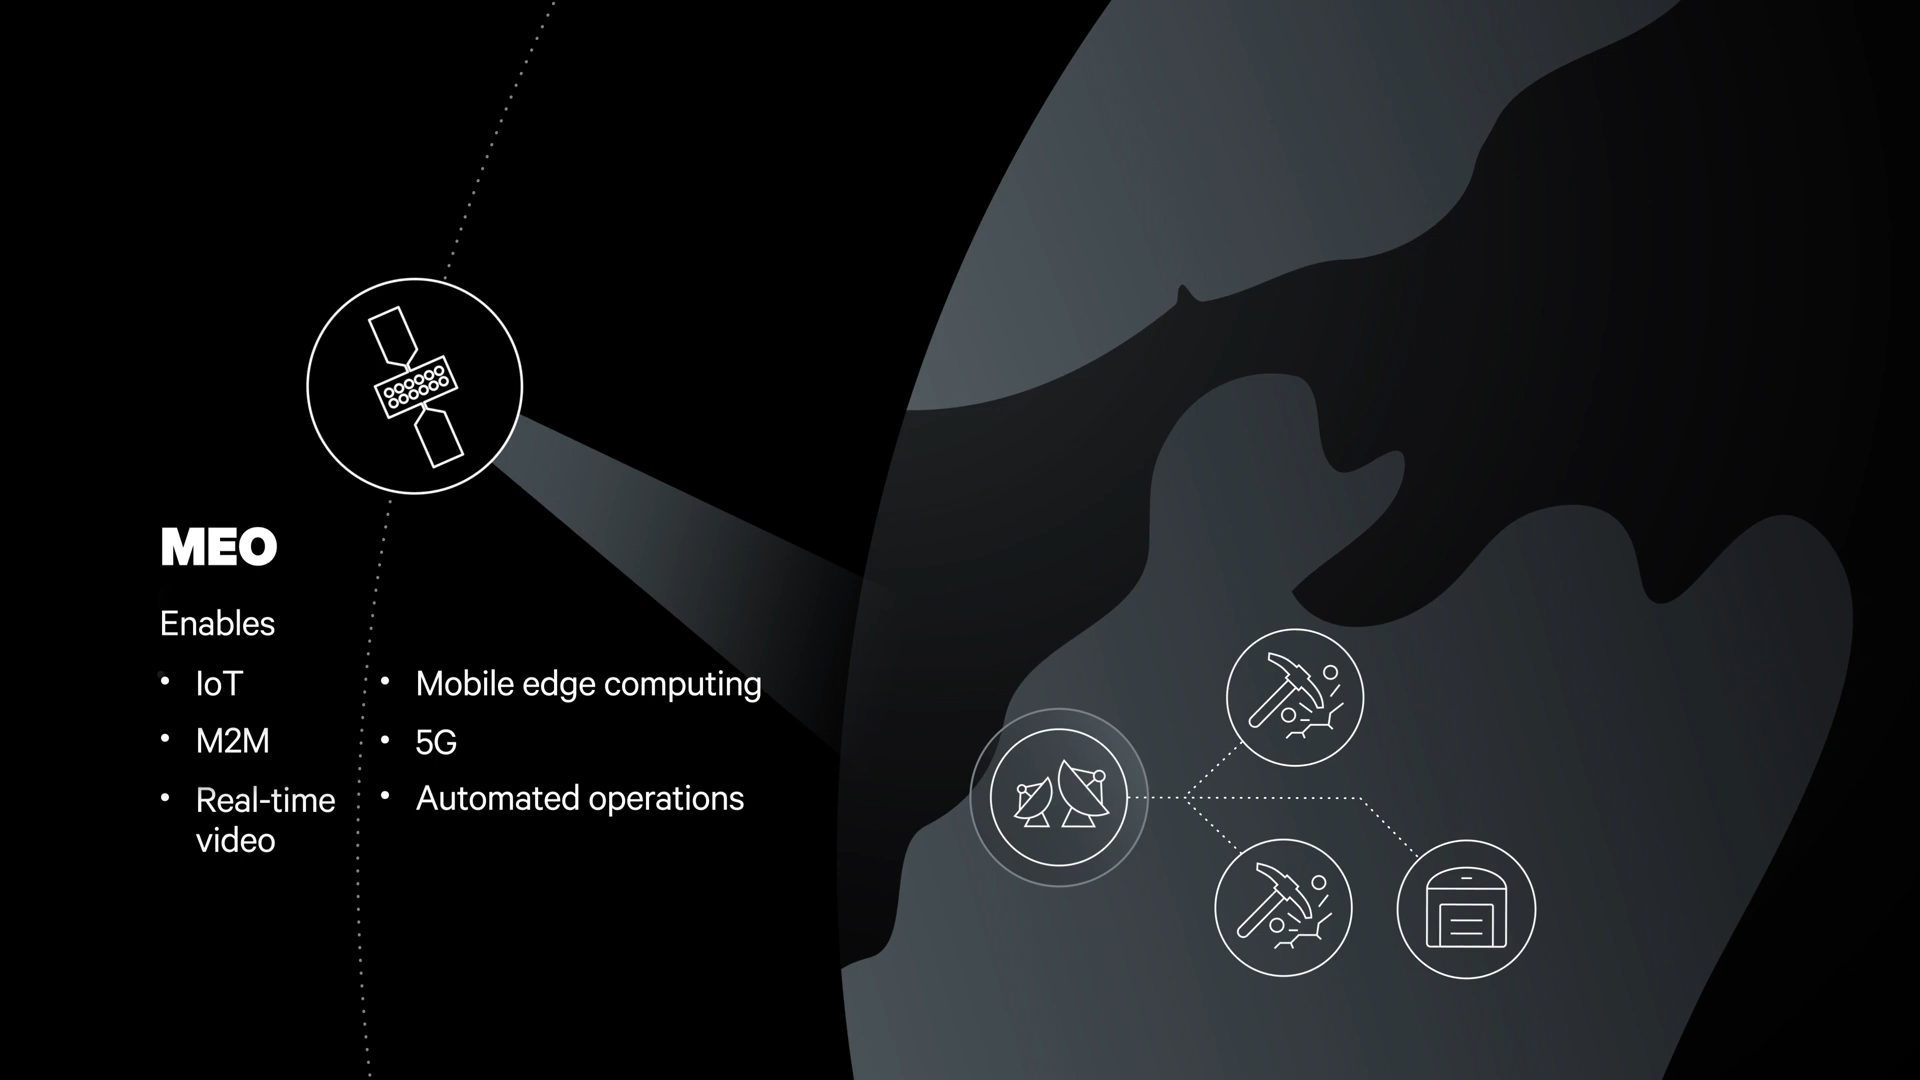 MEO
Enables
• IoT
• M2M
• Real-time
video
• Mobile edge computing
• 5G
• Automated operations